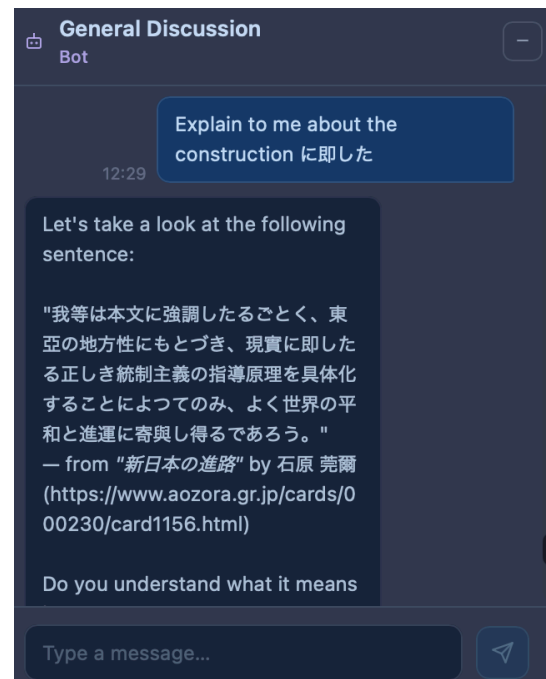 General Discussion
Bot
Explain to me about the
construction に即した
12:29
Let's take a look at the following
sentence:
"我等は本文に強調したるごとく、東
亞の地方性にもとづき、現實に即した
る正しき統制主義の指導原理を具体化
することによつてのみ、よく世界の平
和と進運に寄與し得るであろう。"
— from "新日本の進路" by 石原 莞爾
(https://www.aozora.gr.jp/cards/0
00230/card1156.html)
Do you understand what it means
Type a message...